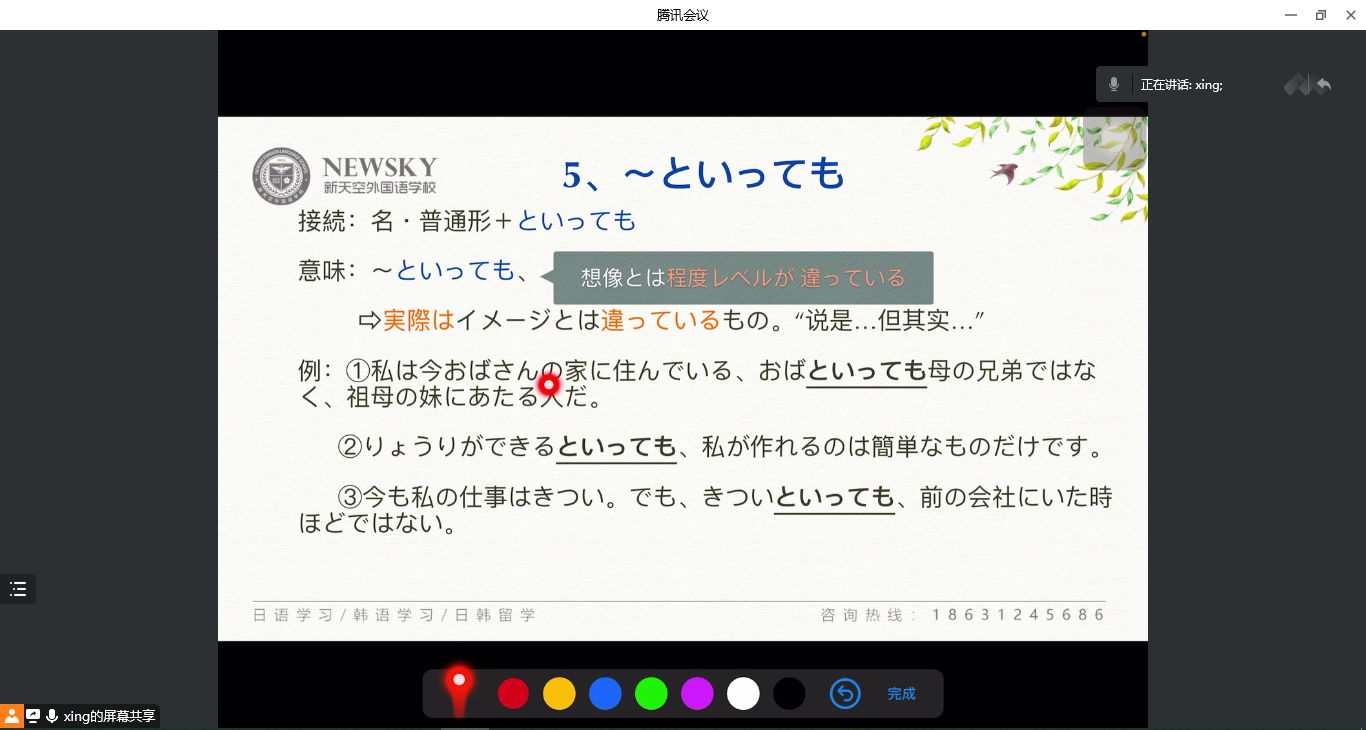 腾讯会议
正在讲话: xing;
NEWSKY
新天空外国语学校
5、～といっても
接続：名・普通形＋といっても
意味：～といっても、
想像とは程度レベルが 違っている
⇨実際はイメージとは違っているもの。“说是…但其实…”
例：①私は今おばさんの家に住んでいる、おばといっても母の兄弟ではな
く、祖母の妹にあたる人だ。
②りょうりができるといっても、私が作れるのは簡単なものだけです。
③今も私の仕事はきつい。でも、きついといっても、前の会社にいた時
ほどではない。
日语学习/韩语学习/日韩留学
咨询热线：18631245686
完成
xing的屏幕共享